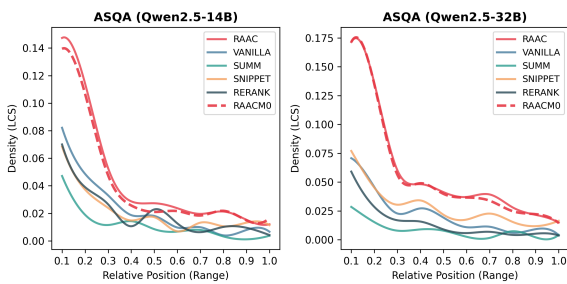 ASQA (Qwen2.5-14B)
0.14
0.12
0.10
0.08
0.06
0.04
0.02
0.00
Density (LCS)
RAAC
VANILLA
SUMM
SNIPPET
RERANK
RAACM0
0.1 0.2 0.3 0.4 0.5 0.6 0.7 0.8 0.9 1.0
Relative Position (Range)
ASQA (Qwen2.5-32B)
0.175
0.150
0.125
0.100
0.075
0.050
0.025
0.000
Density (LCS)
RAAC
VANILLA
SUMM
SNIPPET
RERANK
RAACM0
0.1 0.2 0.3 0.4 0.5 0.6 0.7 0.8 0.9 1.0
Relative Position (Range)